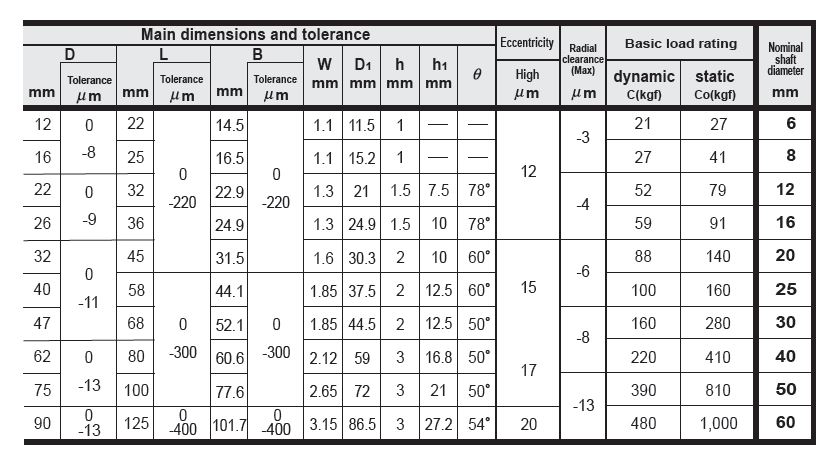 Main dimensions and tolerance Eccentricity Radial clearance (Max) Basic load rating Nominal shaft diameter
D L B W D1 h h1 θ High dynamic static
mm Tolerance μm mm Tolerance μm mm Tolerance μm mm mm mm mm μm μm C(kgf) Co(kgf) mm
12 0 -8 22 0 -220 14.5 0 -220 1.1 11.5 1 — — 12 -3 21 27 6
16 25 16.5 1.1 15.2 1 — — 27 41 8
22 0 -9 32 22.9 1.3 21 1.5 7.5 78° -4 52 79 12
26 36 24.9 1.3 24.9 1.5 10 78° 59 91 16
32 0 -11 45 31.5 1.6 30.3 2 10 60° 15 -6 88 140 20
40 58 0 -300 44.1 0 -300 1.85 37.5 2 12.5 60° 100 160 25
47 68 52.1 1.85 44.5 2 12.5 50° -8 160 280 30
62 0 -13 80 60.6 2.12 59 3 16.8 50° 17 220 410 40
75 100 77.6 2.65 72 3 21 50° -13 390 810 50
90 0 -13 125 0 -400 101.7 0 -400 3.15 86.5 3 27.2 54° 20 480 1,000 60